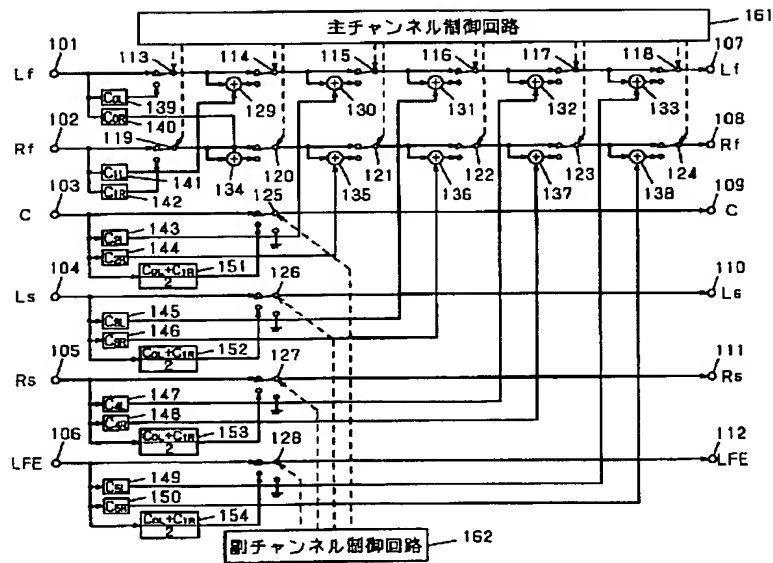 主チャンネル制御回路 161
101 113 114 115 116 117 118 107
Lf Lf
C0L 139 129 130 131 132 133
102 C0R 140 108
Rf 119 Rf
C1L 141 134 120 135 121 136 122 137 123 138 124
103 C1R 142 125 109
C C
C2L 143
104 C2R 144 110
C0L+C1R/2 151 126
Ls Ls
C3L 145
105 C3R 146 111
C0L+C1R/2 152 127
Rs Rs
C4L 147
106 C4R 148 112
C0L+C1R/2 153 128
LFE LFE
C5L 149
C5R 150
C0L+C1R/2 154
副チャンネル制御回路 162